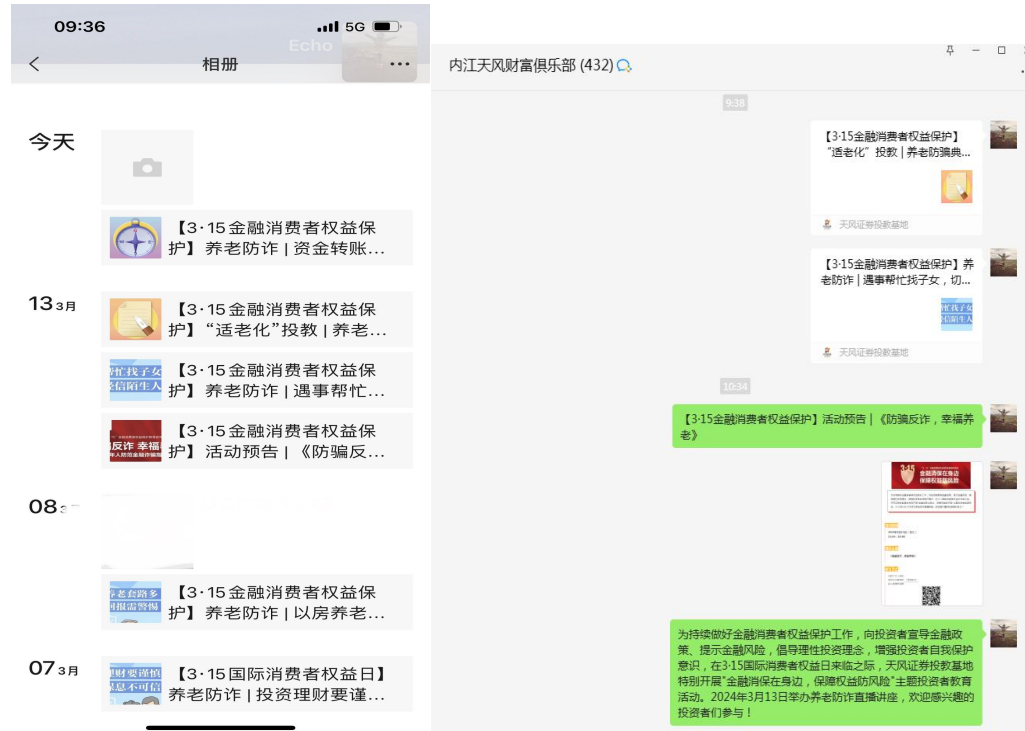 09:36
5G
Echo
相册
今天
【3·15金融消费者权益保
护】养老防诈 | 资金转账...
13 3月
【3·15金融消费者权益保
护】“适老化”投教 | 养老...
【3·15金融消费者权益保
护】养老防诈 | 遇事帮忙...
【3·15金融消费者权益保
护】活动预告 | 《防骗反...
08
【3·15金融消费者权益保
护】养老防诈 | 以房养老...
07 3月
【3·15国际消费者权益日】
养老防诈 | 投资理财要谨...
内江天风财富俱乐部 (432)
9:38
【3·15金融消费者权益保护】
“适老化”投教 | 养老防骗典...
天风证券投教基地
【3·15金融消费者权益保护】养
老防诈 | 遇事帮忙找子女，切...
天风证券投教基地
10:34
【3·15金融消费者权益保护】活动预告 | 《防骗反诈，幸福养
老》
3·15
金融消保在身边
保障权益防风险
为持续做好金融消费者权益保护工作，向投资者宣导金融政
策、提示金融风险，倡导理性投资理念，增强投资者自我保护
意识，在3·15国际消费者权益日来临之际，天风证券投教基地
特别开展"金融消保在身边，保障权益防风险"主题投资者教育
活动。2024年3月13日举办养老防诈直播讲座，欢迎感兴趣的
投资者们参与！